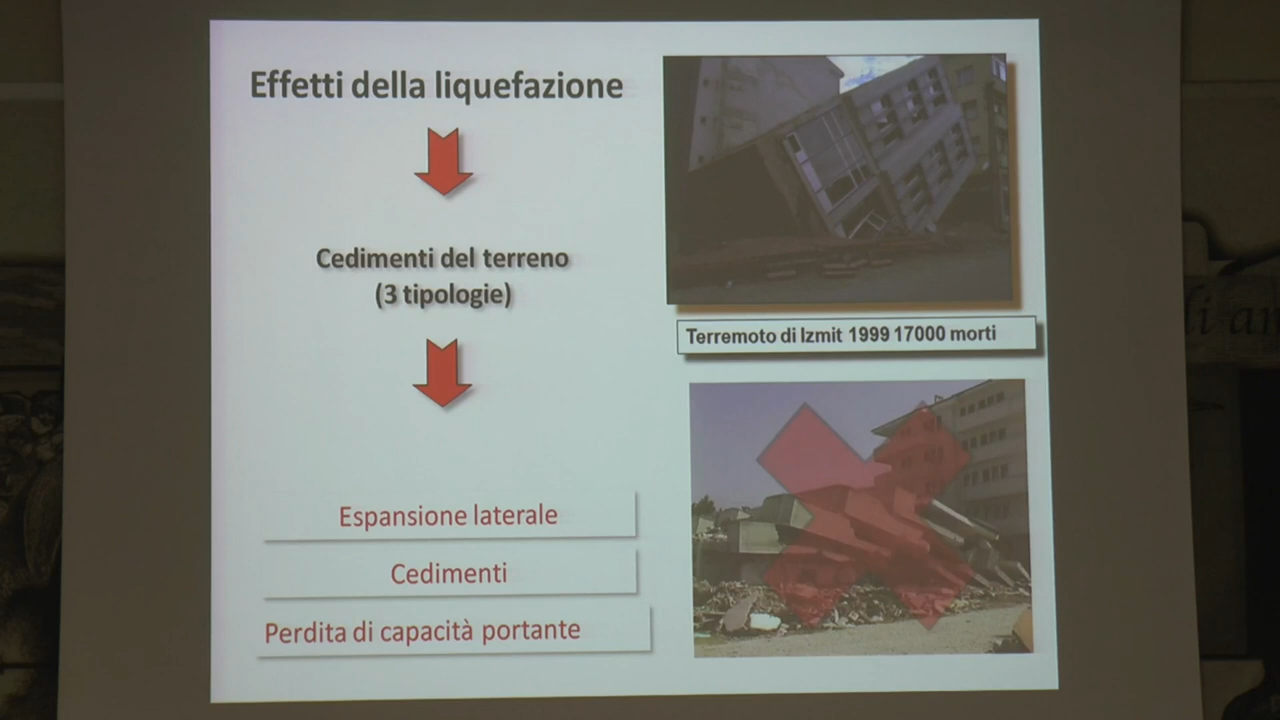 Effetti della liquefazione
Cedimenti del terreno
(3 tipologie)
Espansione laterale
Cedimenti
Perdita di capacità portante
Terremoto di Izmit 1999 17000 morti